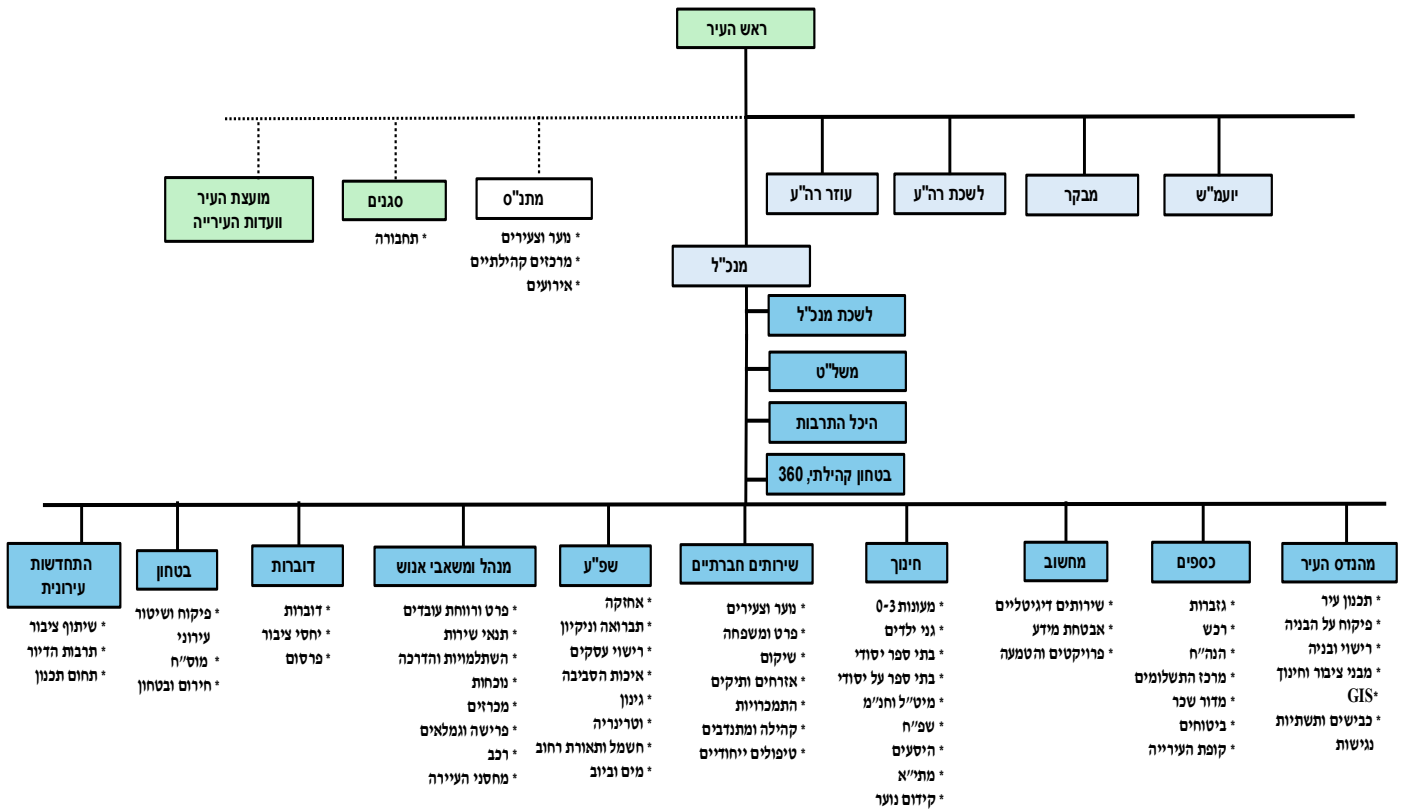 ראש העיר
יועמ"ש
מבקר
לשכת רה"ע
עוזר רה"ע
מתנ"ס
* נוער וצעירים
* מרכזים קהילתיים
* אירועים
סגנים
* תחבורה
מועצת העיר
וועדות העירייה
מנכ"ל
לשכת מנכ"ל
משל"ט
היכל התרבות
בטחון קהילתי, 360
מהנדס העיר
* תכנון עיר
* פיקוח על הבניה
* רישוי ובניה
* מבני ציבור וחינוך
*GIS
* כבישים ותשתיות
נגישות
כספים
* גזברות
* רכש
* הנה"ח
* מרכז התשלומים
* מדור שכר
* ביטוחים
* קופת העירייה
מחשוב
* שירותים דיגיטליים
* אבטחת מידע
* פרויקטים והטמעה
חינוך
* מעונות 0-3
* גני ילדים
* בתי ספר יסודי
* בתי ספר על יסודי
* מיט"ל וחנ"מ
* שפ"ח
* היסעים
* מתי"א
* קידום נוער
שירותים חברתיים
* נוער וצעירים
* פרט ומשפחה
* שיקום
* אזרחים ותיקים
* התמכרויות
* קהילה ומתנדבים
* טיפולים ייחודיים
שפ"ע
* אחזקה
* תברואה וניקיון
* רישוי עסקים
* איכות הסביבה
* גינון
* וטרינריה
* חשמל ותאורת רחוב
* מים וביוב
מנהל ומשאבי אנוש
* פרט ורווחת עובדים
* תנאי שירות
* השתלמויות והדרכה
* נוכחות
* מכרזים
* פרישה וגמלאים
* רכב
* מחסני העיירה
דוברות
* דוברות
* יחסי ציבור
* פרסום
בטחון
* פיקוח ושיטור
עירוני
* מוס"ח
* חירום ובטחון
התחדשות
עירונית
* שיתוף ציבור
* תרבות הדיור
* תחום תכנון